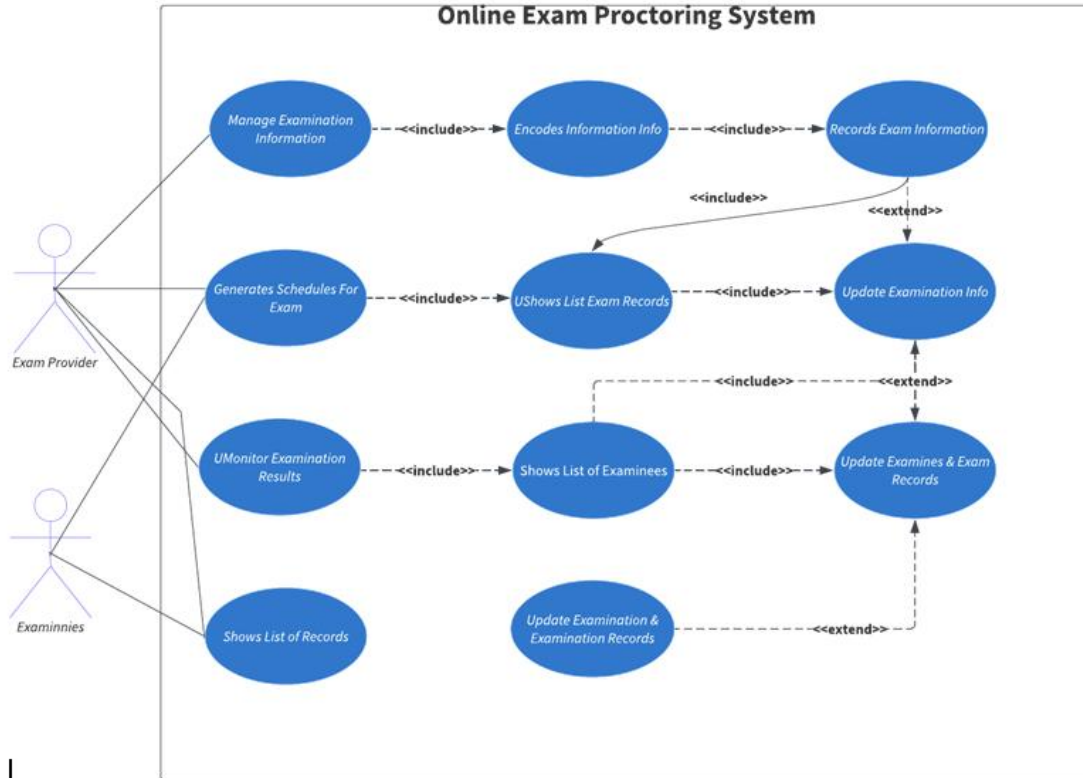 Online Exam Proctoring System
Manage Examination
Information
<<include>>
Encodes Information Info
<<include>>
Records Exam Information
<<include>>
<<extend>>
Exam Provider
Generates Schedules For
Exam
<<include>>
UShows List Exam Records
<<include>>
Update Examination Info
<<include>>
<<extend>>
UMonitor Examination
Results
<<include>>
Shows List of Examinees
<<include>>
Update Examines & Exam
Records
Examinnies
Shows List of Records
Update Examination &
Examination Records
<<extend>>